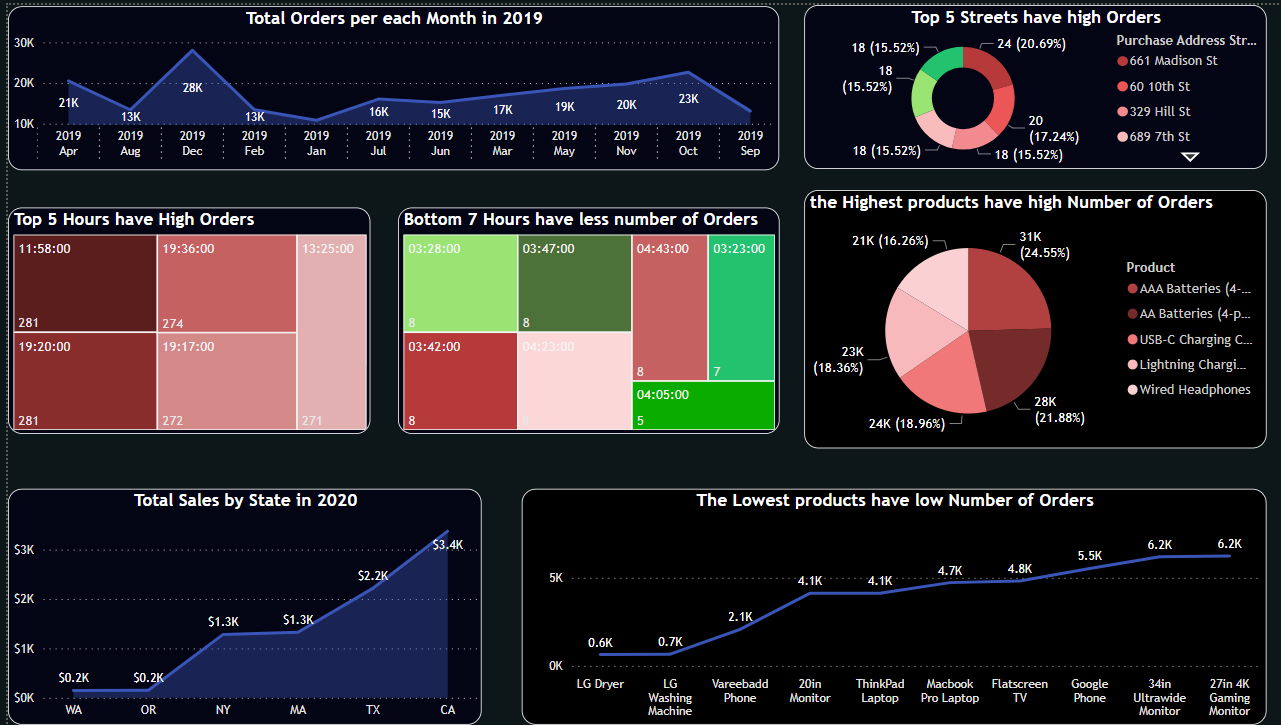 Total Orders per each Month in 2019
30K
20K
10K
21K
13K
28K
13K
16K
15K
17K
19K
20K
23K
2019 2019 2019 2019 2019 2019 2019 2019 2019 2019 2019 2019
Apr Aug Dec Feb Jan Jul Jun Mar May Nov Oct Sep
Top 5 Streets have high Orders
18 (15.52%)
24 (20.69%)
18
(15.52%)
20
(17.24%)
18 (15.52%)
18 (15.52%)
Purchase Address Str...
661 Madison St
60 10th St
329 Hill St
689 7th St
Top 5 Hours have High Orders
11:58:00
281
19:36:00
274
13:25:00
271
19:20:00
281
19:17:00
272
Bottom 7 Hours have less number of Orders
03:28:00
8
03:47:00
8
04:43:00
8
03:23:00
7
03:42:00
8
04:23:00
04:05:00
5
the Highest products have high Number of Orders
21K (16.26%)
31K
(24.55%)
23K
(18.36%)
28K
(21.88%)
24K (18.96%)
Product
AAA Batteries (4-...
AA Batteries (4-p...
USB-C Charging C...
Lightning Chargi...
Wired Headphones
Total Sales by State in 2020
$3K
$2K
$1K
$0K
$0.2K
$0.2K
$1.3K
$1.3K
$2.2K
$3.4K
WA OR NY MA TX CA
The Lowest products have low Number of Orders
5K
0K
0.6K
0.7K
2.1K
4.1K
4.1K
4.7K
4.8K
5.5K
6.2K
6.2K
LG Dryer
LG
Washing
Machine
Vareebadd
Phone
20in
Monitor
ThinkPad
Laptop
Macbook
Pro Laptop
Flatscreen
TV
Google
Phone
34in
Ultrawide
Monitor
27in 4K
Gaming
Monitor